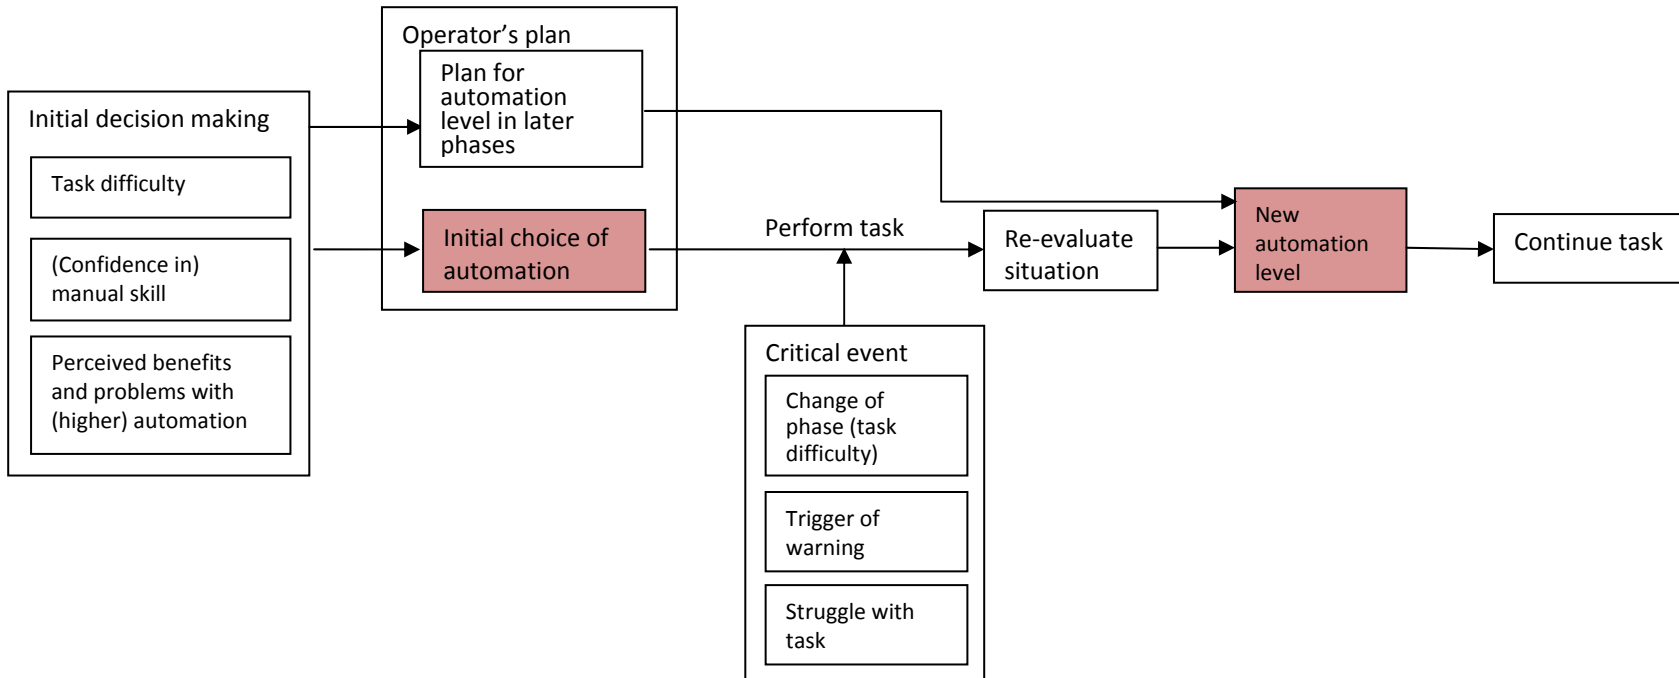 Initial decision making
Task difficulty
(Confidence in)
manual skill
Perceived benefits
and problems with
(higher) automation
Operator’s plan
Plan for
automation
level in later
phases
Initial choice of
automation
Perform task
Critical event
Change of
phase (task
difficulty)
Trigger of
warning
Struggle with
task
Re-evaluate
situation
New
automation
level
Continue task